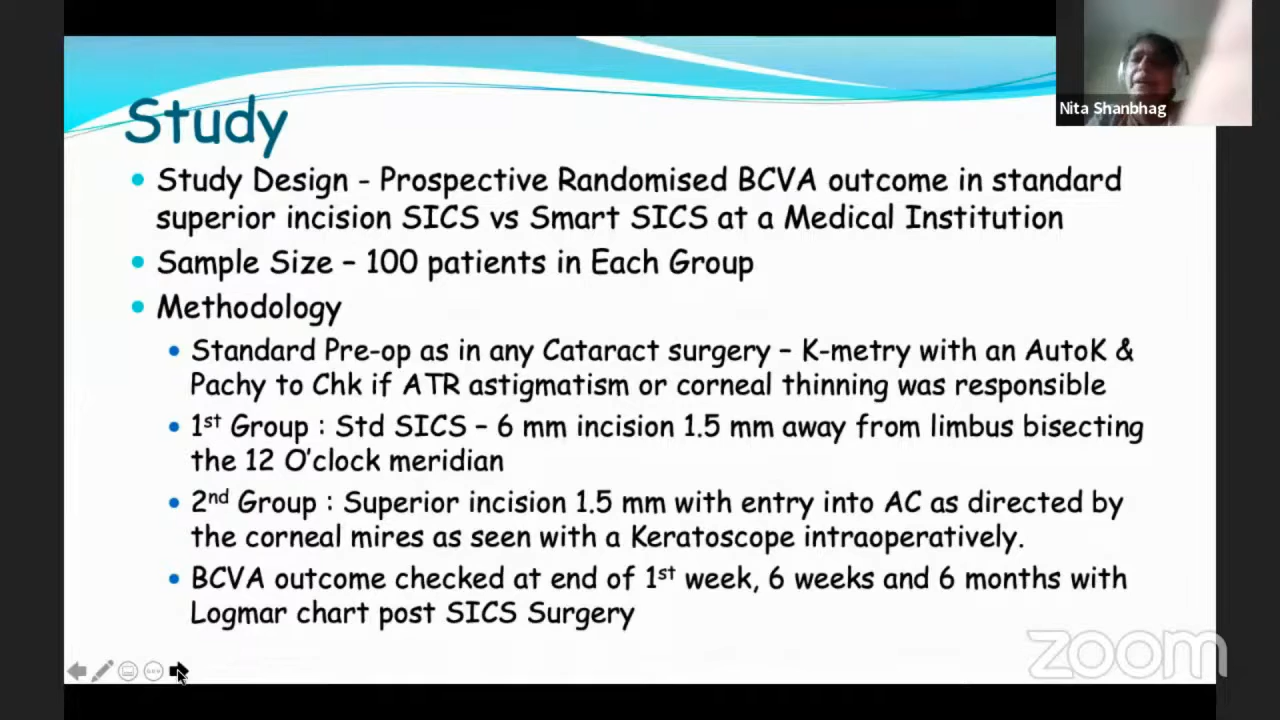 Nita Shanbhag
Study
Study Design - Prospective Randomised BCVA outcome in standard
superior incision SICS vs Smart SICS at a Medical Institution
Sample Size – 100 patients in Each Group
Methodology
Standard Pre-op as in any Cataract surgery – K-metry with an AutoK &
Pachy to Chk if ATR astigmatism or corneal thinning was responsible
1st Group : Std SICS – 6 mm incision 1.5 mm away from limbus bisecting
the 12 O'clock meridian
2nd Group : Superior incision 1.5 mm with entry into AC as directed by
the corneal mires as seen with a Keratoscope intraoperatively.
BCVA outcome checked at end of 1st week, 6 weeks and 6 months with
Logmar chart post SICS Surgery
zoom